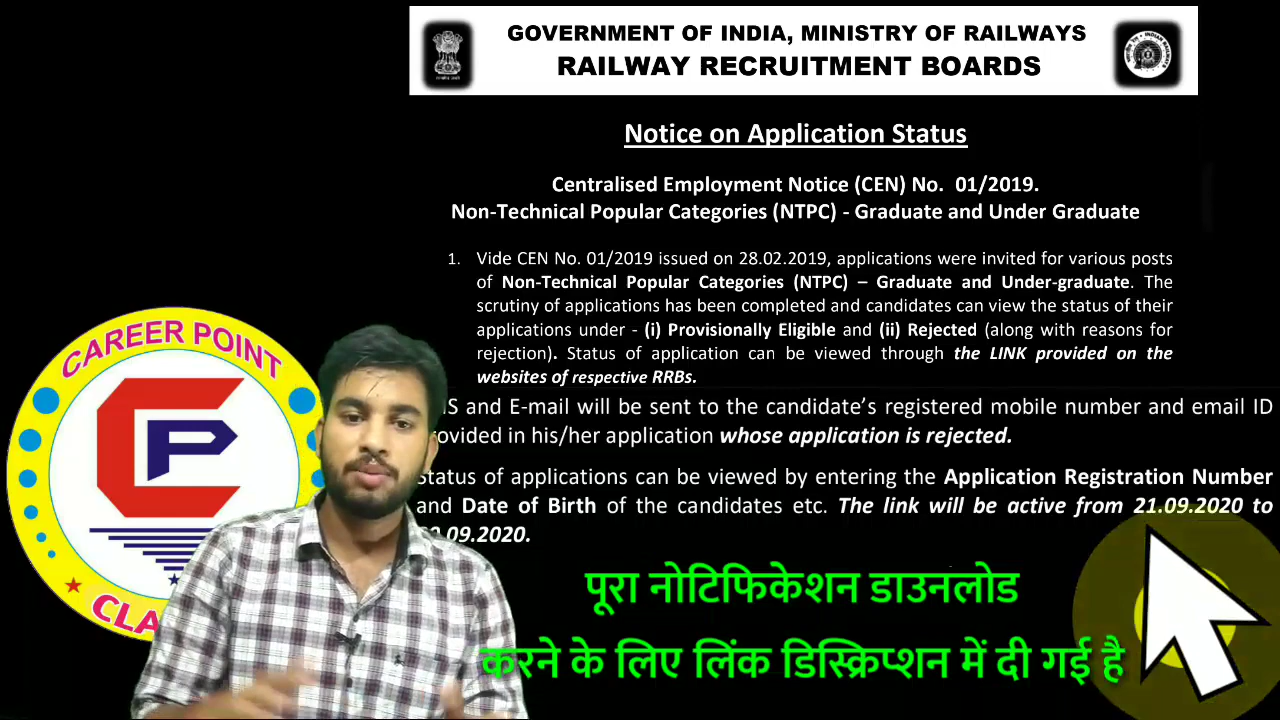 GOVERNMENT OF INDIA, MINISTRY OF RAILWAYS
RAILWAY RECRUITMENT BOARDS
Notice on Application Status
Centralised Employment Notice (CEN) No. 01/2019.
Non-Technical Popular Categories (NTPC) - Graduate and Under Graduate
1. Vide CEN No. 01/2019 issued on 28.02.2019, applications were invited for various posts
of Non-Technical Popular Categories (NTPC) – Graduate and Under-graduate. The
scrutiny of applications has been completed and candidates can view the status of their
applications under - (i) Provisionally Eligible and (ii) Rejected (along with reasons for
rejection). Status of application can be viewed through the LINK provided on the
websites of respective RRBs.
and E-mail will be sent to the candidate's registered mobile number and email ID
provided in his/her application whose application is rejected.
Status of applications can be viewed by entering the Application Registration Number
and Date of Birth of the candidates etc. The link will be active from 21.09.2020 to
.09.2020.
CAREER POINT
CP
CLA
पूरा नोटिफिकेशन डाउनलोड
करने के लिए लिंक डिस्क्रिप्शन में दी गई है